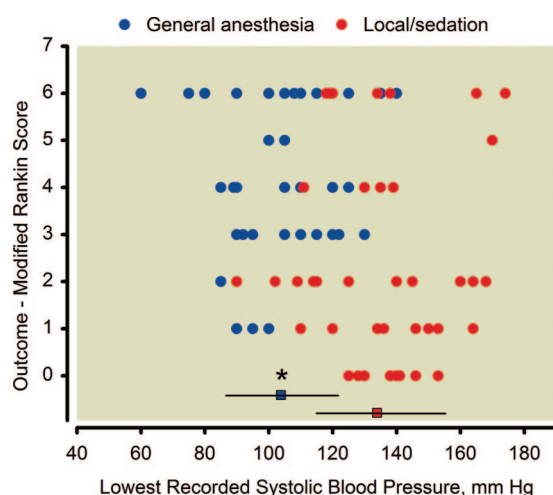 General anesthesia Local/sedation
7
6
5
4
3
2
1
0
*
40 60 80 100 120 140 160 180
Outcome - Modified Rankin Score
Lowest Recorded Systolic Blood Pressure, mm Hg